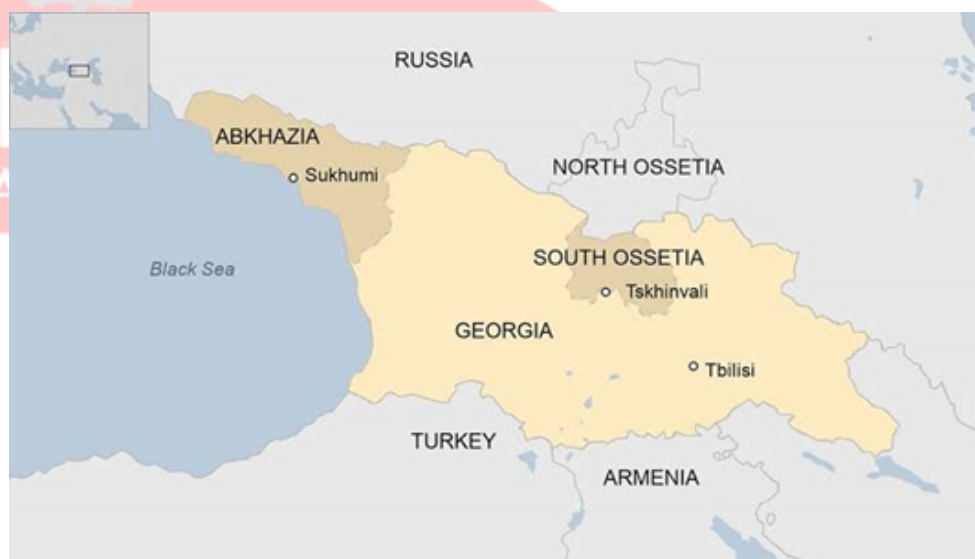 RUSSIA
ABKHAZIA
NORTH OSSETIA
Sukhumi
SOUTH OSSETIA
Black Sea
Tskhinvali
GEORGIA
Tbilisi
TURKEY
ARMENIA